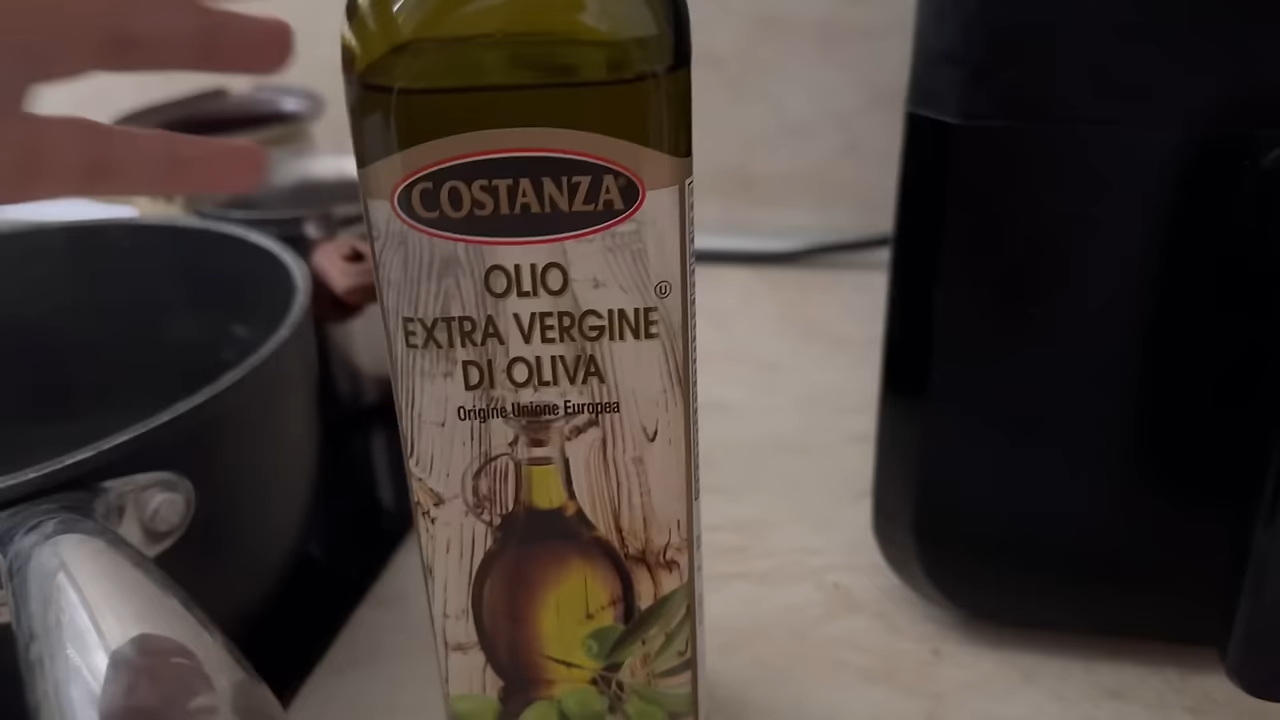 COSTANZA
OLIO
EXTRA VERGINE
DI OLIVA
Origine Unione Europea
U